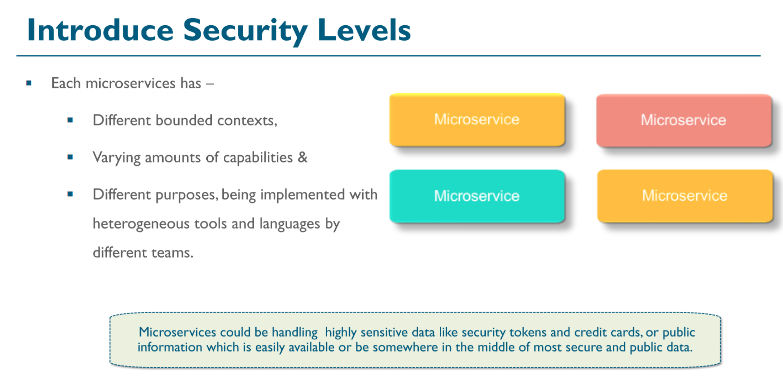 Introduce Security Levels
▪ Each microservices has –
▪ Different bounded contexts,
▪ Varying amounts of capabilities &
▪ Different purposes, being implemented with
heterogeneous tools and languages by
different teams.
Microservice
Microservice
Microservice
Microservice
Microservices could be handling highly sensitive data like security tokens and credit cards, or public
information which is easily available or be somewhere in the middle of most secure and public data.